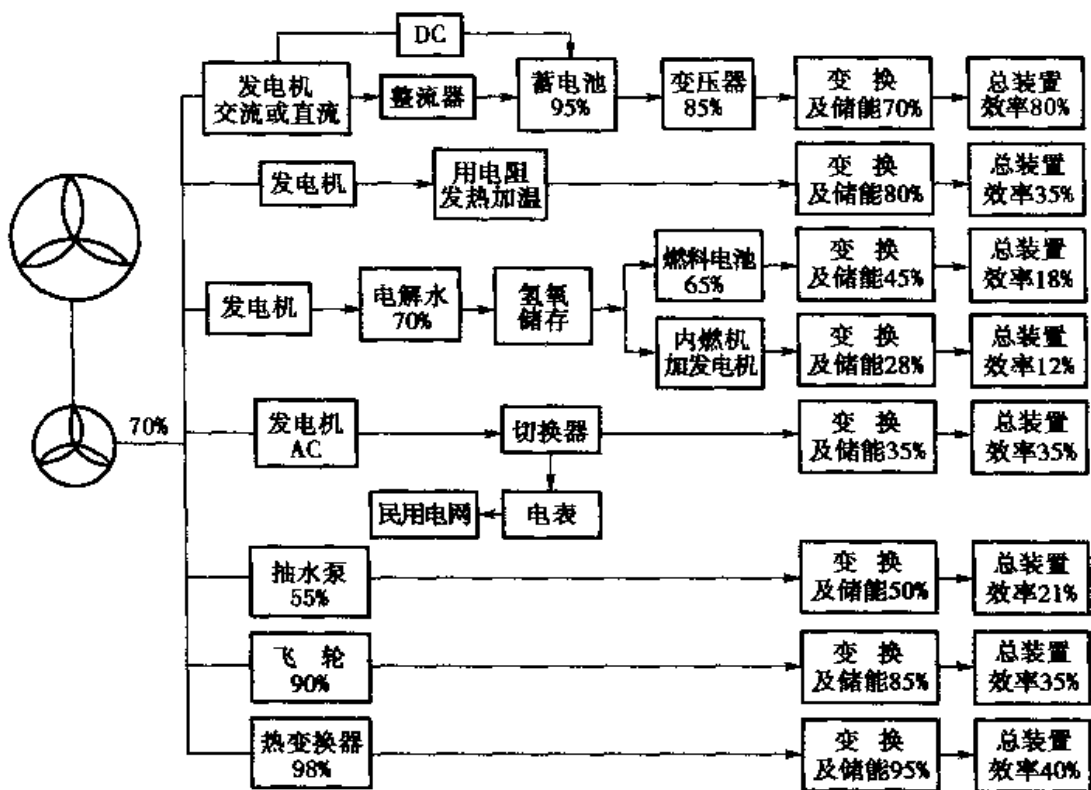 DC
发电机
交流或直流
整流器
蓄电池
95%
变压器
85%
变 换
及储能70%
总装置
效率80%
发电机
用电阻
发热加温
变 换
及储能80%
总装置
效率35%
发电机
电解水
70%
氢氧
储存
燃料电池
65%
变 换
及储能45%
总装置
效率18%
内燃机
加发电机
变 换
及储能28%
总装置
效率12%
70%
发电机
AC
切换器
变 换
及储能35%
总装置
效率35%
民用电网
电表
抽水泵
55%
变 换
及储能50%
总装置
效率21%
飞 轮
90%
变 换
及储能85%
总装置
效率35%
热变换器
98%
变 换
及储能95%
总装置
效率40%